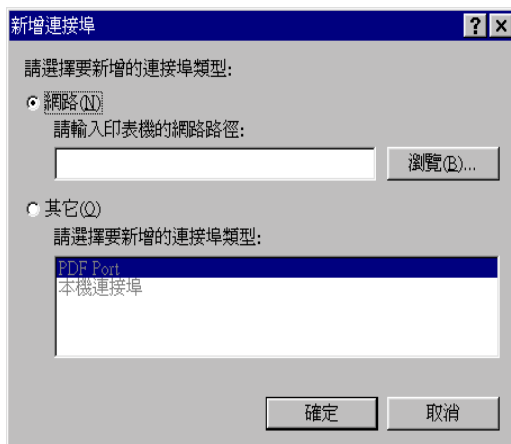 新增連接埠
請選擇要新增的連接埠類型:
網路(N)
請輸入印表機的網路路徑:
瀏覽(B)...
其它(O)
請選擇要新增的連接埠類型:
PDF Port
本機連接埠
確定
取消